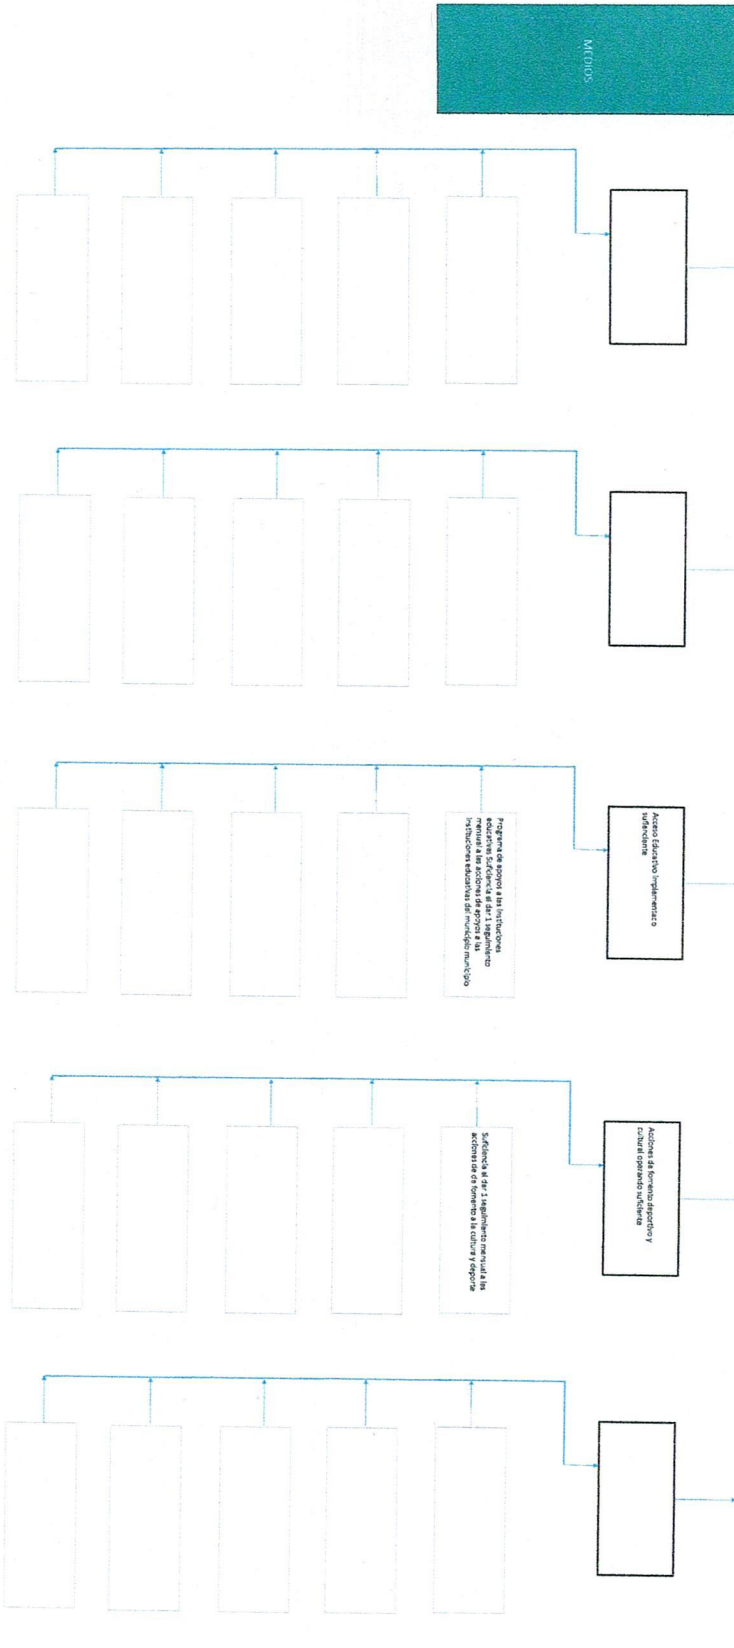 MEDIOS
Acceso Educativo Implementado
sufienciente
Acciones de fomento deportivo y
cultural operando suficiente
Programa de apoyos a las Instituciones
educativas Suficiencia al dar 1 seguimiento
mensual a las acciones de apoyos a las
instituciones educativas del municipio municipio
Suficiencia al dar 1 seguimiento mensual a las
acciones de de fomento a la cultura y deporte